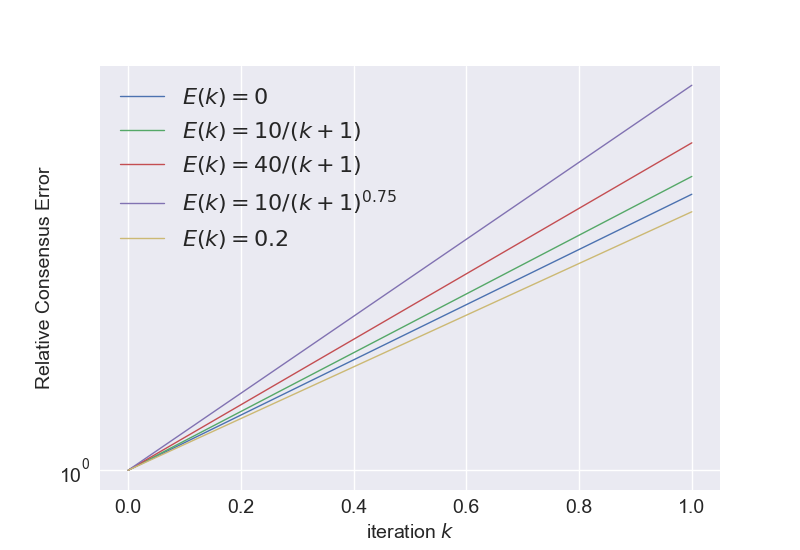 E(k) = 0
E(k) = 10/(k + 1)
E(k) = 40/(k + 1)
E(k) = 10/(k + 1)^0.75
E(k) = 0.2
Relative Consensus Error
10^0
0.0 0.2 0.4 0.6 0.8 1.0
iteration k